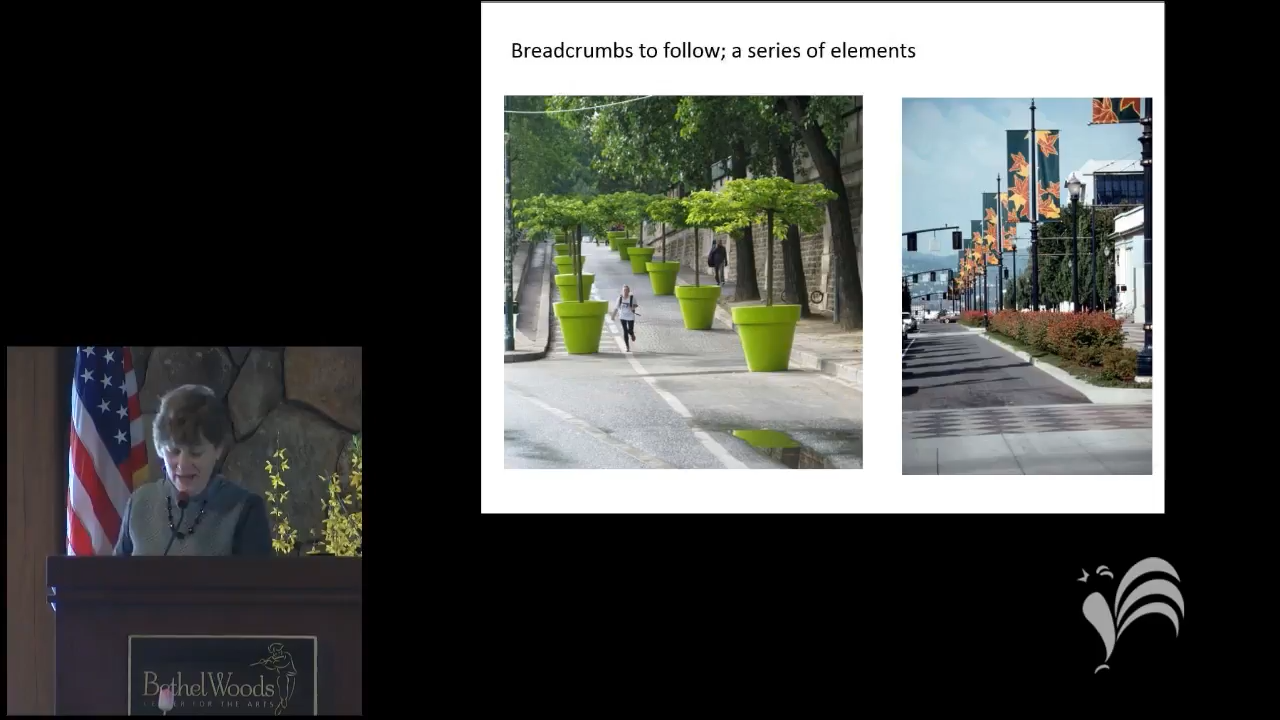 Breadcrumbs to follow; a series of elements
Bethel Woods
CENTER FOR THE ARTS